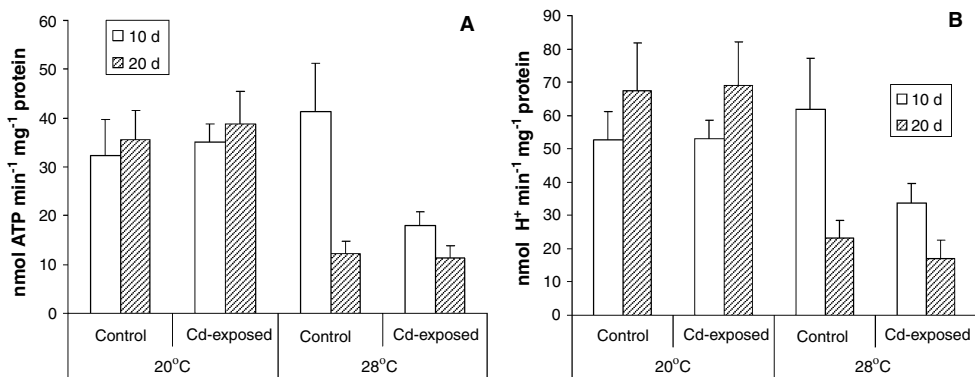 A
nmol ATP min⁻¹ mg⁻¹ protein
60
50
40
30
20
10
0
10 d
20 d
Control
Cd-exposed
Control
Cd-exposed
20°C
28°C
B
nmol H⁺ min⁻¹ mg⁻¹ protein
90
80
70
60
50
40
30
20
10
0
10 d
20 d
Control
Cd-exposed
Control
Cd-exposed
20°C
28°C